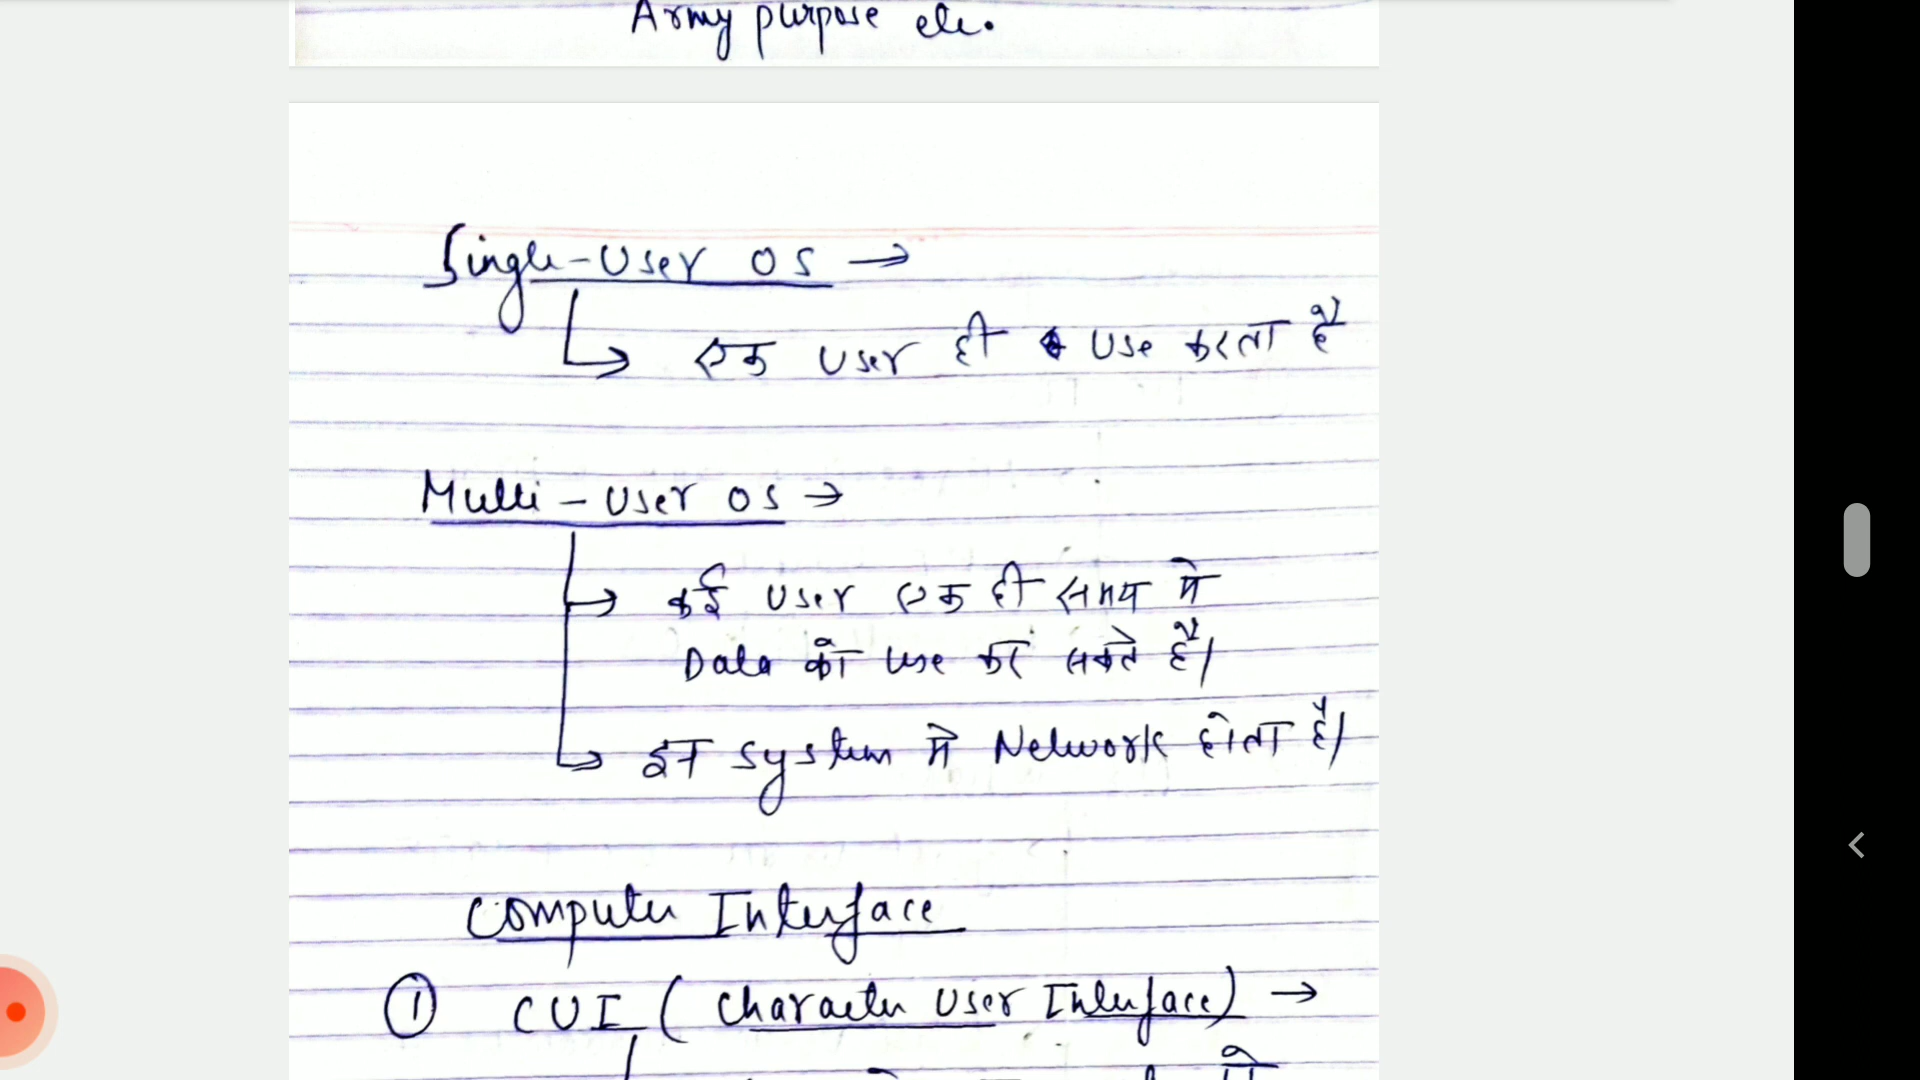 Army purpose etc.
Single-User OS →
एक User ही Use करता है
Multi-User OS →
कई User एक ही समय में
Data को Use कर सकते हैं।
इन System में Network होता है।
Computer Interface
① CUI (Character User Interface) →